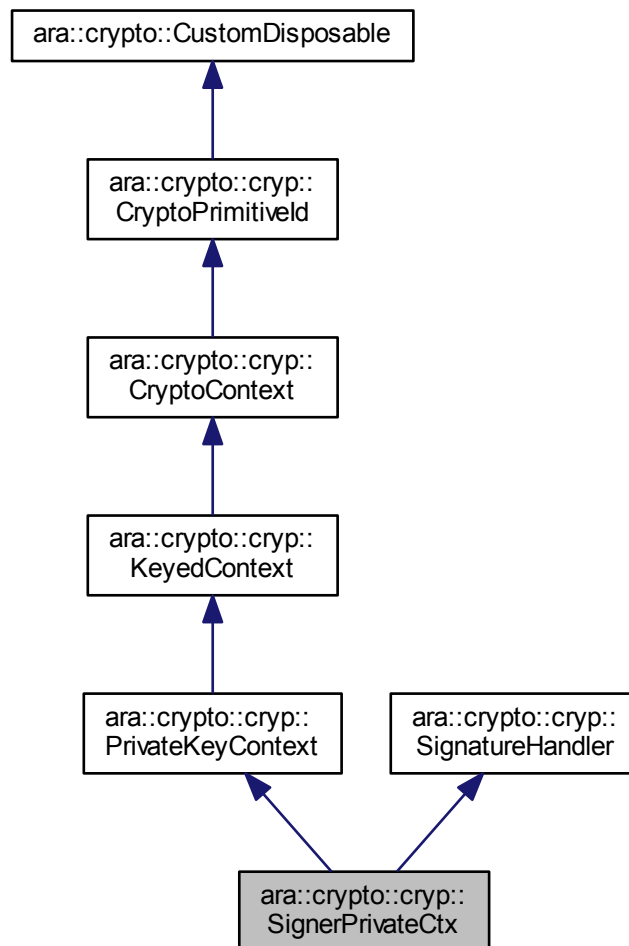 ara::crypto::CustomDisposable
ara::crypto::cryp::
CryptoPrimitiveId
ara::crypto::cryp::
CryptoContext
ara::crypto::cryp::
KeyedContext
ara::crypto::cryp::
PrivateKeyContext
ara::crypto::cryp::
SignatureHandler
ara::crypto::cryp::
SignerPrivateCtx